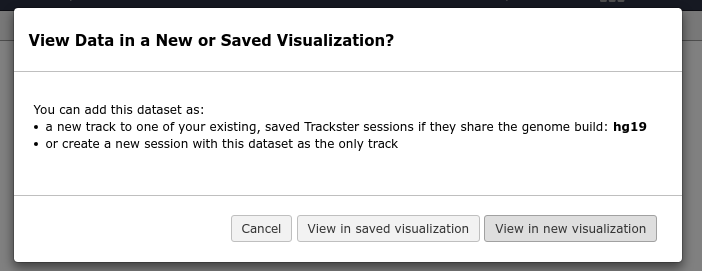 View Data in a New or Saved Visualization?
You can add this dataset as:
• a new track to one of your existing, saved Trackster sessions if they share the genome build: hg19
• or create a new session with this dataset as the only track
Cancel
View in saved visualization
View in new visualization